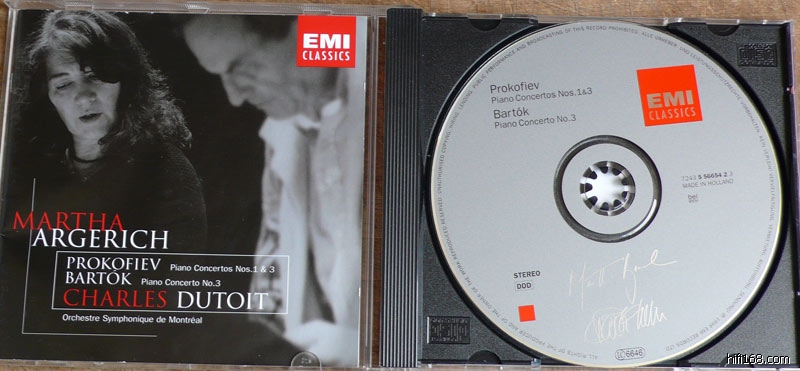 EMI
CLASSICS
MARTHA
ARGERICH
PROKOFIEV Piano Concertos Nos.1 & 3
BARTÓK Piano Concerto No.3
CHARLES DUTOIT
Orchestre Symphonique de Montréal
Prokofiev
Piano Concertos Nos.1&3
Bartók
Piano Concerto No.3
EMI
CLASSICS
7243 5 56654 2 3
MADE IN HOLLAND
STEREO
DDD
6646
hifi168.com